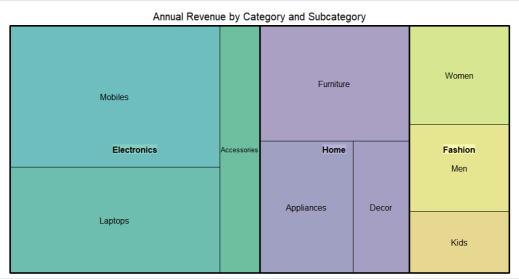 Annual Revenue by Category and Subcategory
Mobiles
Electronics
Accessories
Laptops
Furniture
Home
Appliances
Decor
Women
Fashion
Men
Kids